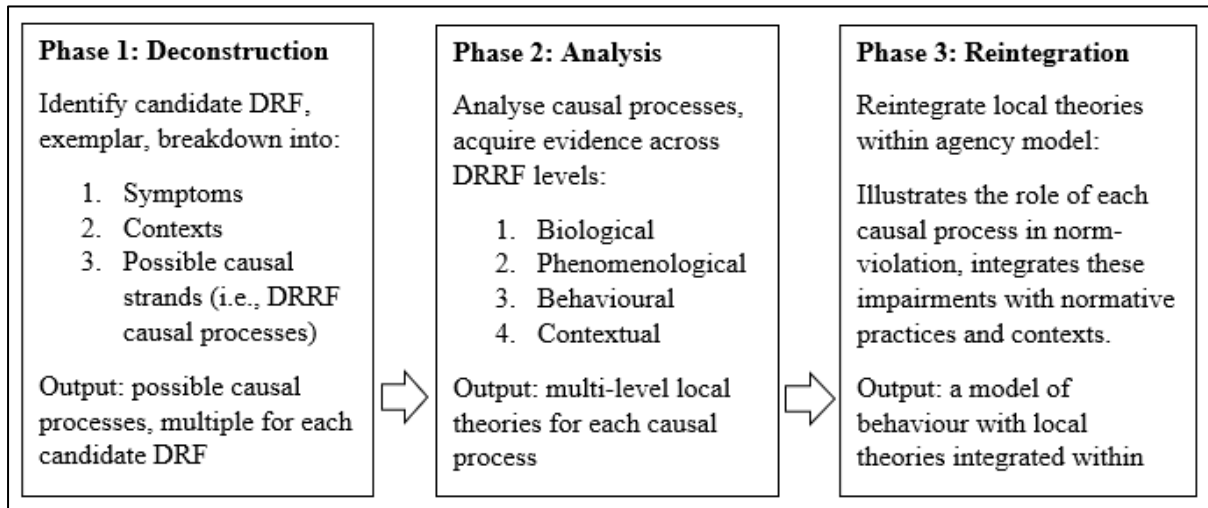 Phase 1: Deconstruction
Identify candidate DRF,
exemplar, breakdown into:
1. Symptoms
2. Contexts
3. Possible causal
strands (i.e., DRRF
causal processes)
Output: possible causal
processes, multiple for each
candidate DRF
Phase 2: Analysis
Analyse causal processes,
acquire evidence across
DRRF levels:
1. Biological
2. Phenomenological
3. Behavioural
4. Contextual
Output: multi-level local
theories for each causal
process
Phase 3: Reintegration
Reintegrate local theories
within agency model:
Illustrates the role of each
causal process in norm-
violation, integrates these
impairments with normative
practices and contexts.
Output: a model of
behaviour with local
theories integrated within